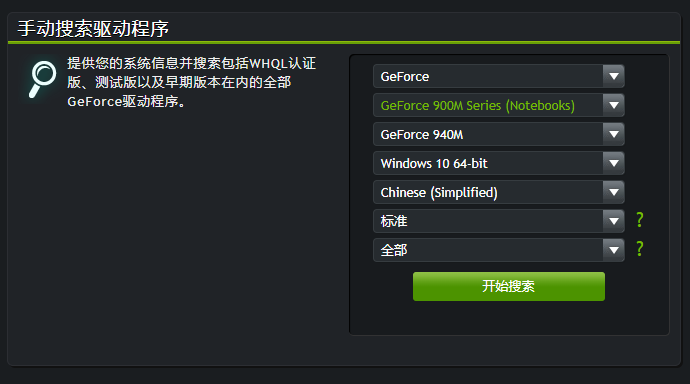 手动搜索驱动程序
提供您的系统信息并搜索包括WHQL认证
版、测试版以及早期版本在内的全部
GeForce驱动程序。
GeForce
GeForce 900M Series (Notebooks)
GeForce 940M
Windows 10 64-bit
Chinese (Simplified)
标准 ?
全部 ?
开始搜索